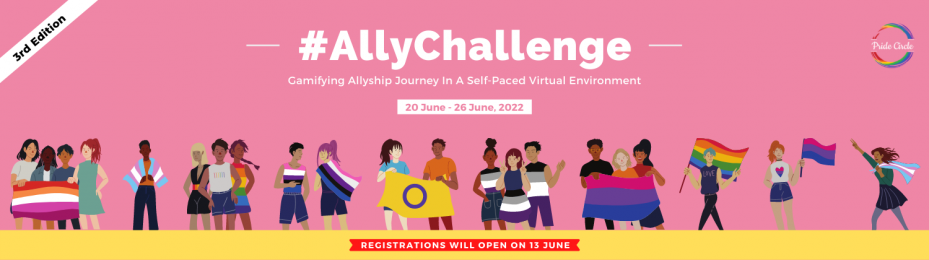 3rd Edition
#AllyChallenge
Pride Circle
Gamifying Allyship Journey In A Self-Paced Virtual Environment
20 June - 26 June, 2022
LOVE
REGISTRATIONS WILL OPEN ON 13 JUNE